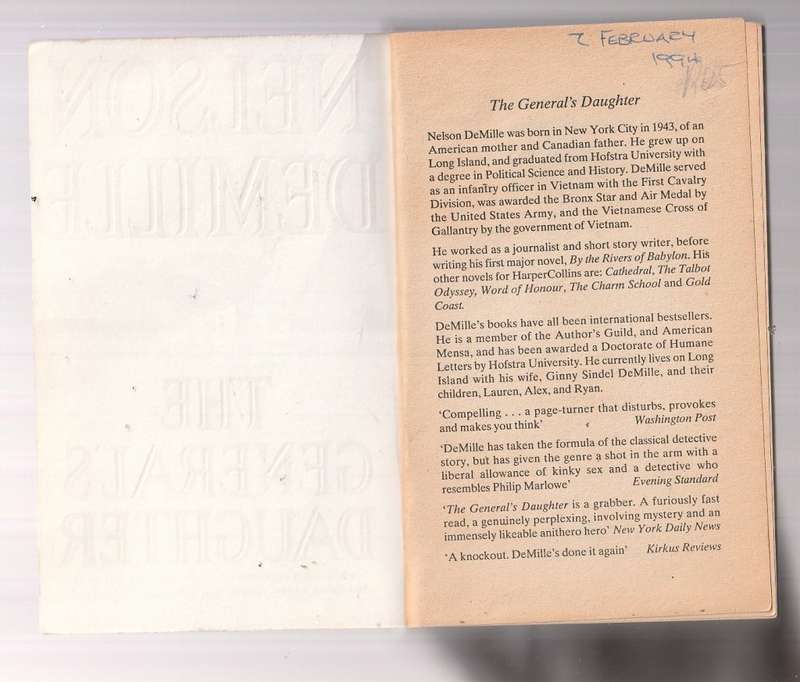 NELSON
DEMILLE
THE
GENERAL'S
DAUGHTER
2 FEBRUARY
1994
The General's Daughter
Nelson DeMille was born in New York City in 1943, of an
American mother and Canadian father. He grew up on
Long Island, and graduated from Hofstra University with
a degree in Political Science and History. DeMille served
as an infantry officer in Vietnam with the First Cavalry
Division, was awarded the Bronx Star and Air Medal by
the United States Army, and the Vietnamese Cross of
Gallantry by the government of Vietnam.
He worked as a journalist and short story writer, before
writing his first major novel, By the Rivers of Babylon. His
other novels for HarperCollins are: Cathedral, The Talbot
Odyssey, Word of Honour, The Charm School and Gold
Coast.
DeMille's books have all been international bestsellers.
He is a member of the Author's Guild, and American
Mensa, and has been awarded a Doctorate of Humane
Letters by Hofstra University. He currently lives on Long
Island with his wife, Ginny Sindel DeMille, and their
children, Lauren, Alex, and Ryan.
'Compelling . . . a page-turner that disturbs, provokes
and makes you think' Washington Post
'DeMille has taken the formula of the classical detective
story, but has given the genre a shot in the arm with a
liberal allowance of kinky sex and a detective who
resembles Philip Marlowe' Evening Standard
'The General's Daughter is a grabber. A furiously fast
read, a genuinely perplexing, involving mystery and an
immensely likeable anithero hero' New York Daily News
'A knockout. DeMille's done it again' Kirkus Reviews